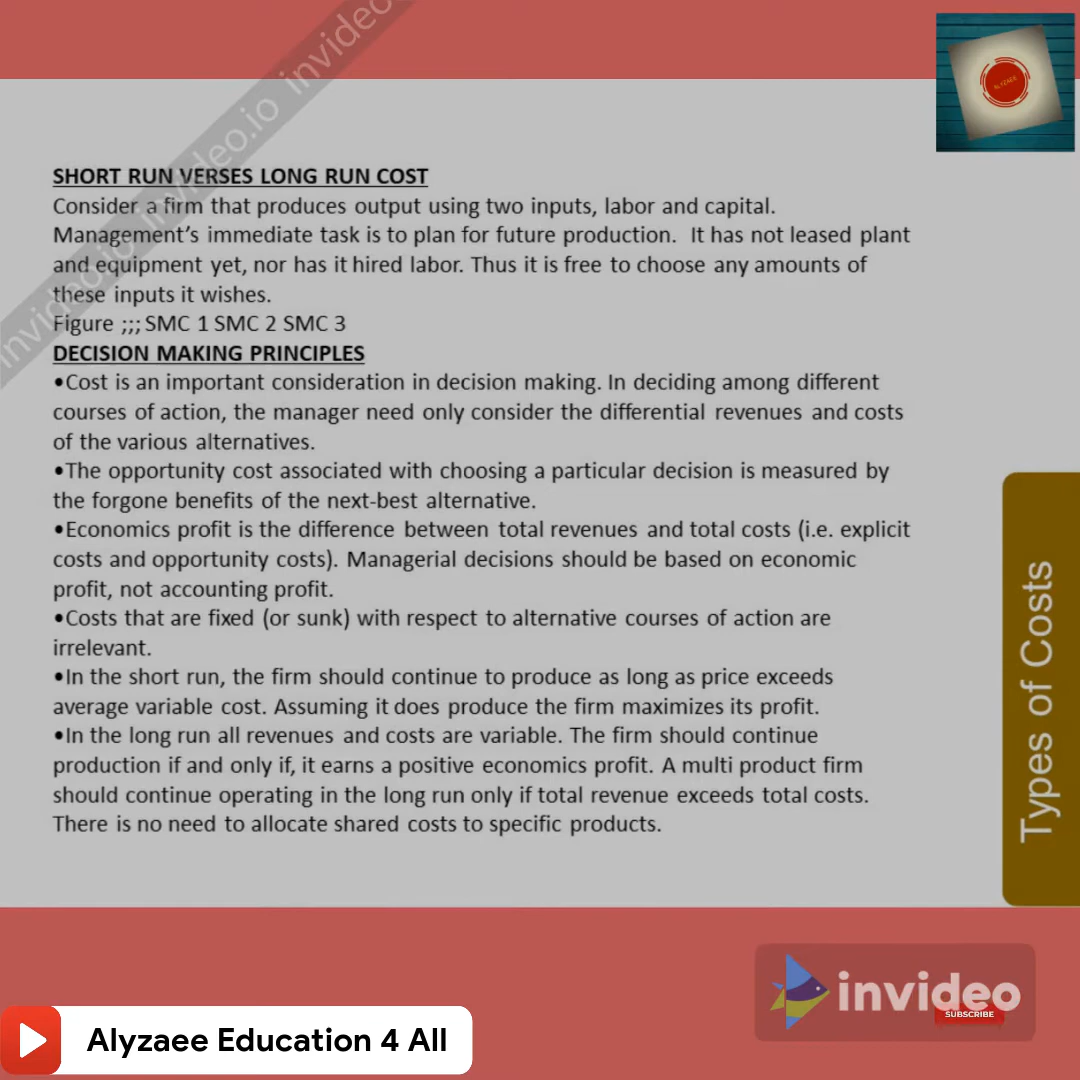 invideo.io invideo.io invideo
ALYZAEE
SHORT RUN VERSES LONG RUN COST
Consider a firm that produces output using two inputs, labor and capital.
Management’s immediate task is to plan for future production.  It has not leased plant
and equipment yet, nor has it hired labor. Thus it is free to choose any amounts of
these inputs it wishes.
Figure ;;; SMC 1 SMC 2 SMC 3
DECISION MAKING PRINCIPLES
•Cost is an important consideration in decision making. In deciding among different
courses of action, the manager need only consider the differential revenues and costs
of the various alternatives.
•The opportunity cost associated with choosing a particular decision is measured by
the forgone benefits of the next-best alternative.
•Economics profit is the difference between total revenues and total costs (i.e. explicit
costs and opportunity costs). Managerial decisions should be based on economic
profit, not accounting profit.
•Costs that are fixed (or sunk) with respect to alternative courses of action are
irrelevant.
•In the short run, the firm should continue to produce as long as price exceeds
average variable cost. Assuming it does produce the firm maximizes its profit.
•In the long run all revenues and costs are variable. The firm should continue
production if and only if, it earns a positive economics profit. A multi product firm
should continue operating in the long run only if total revenue exceeds total costs.
There is no need to allocate shared costs to specific products.
Types of Costs
invideo
SUBSCRIBE
Alyzaee Education 4 All